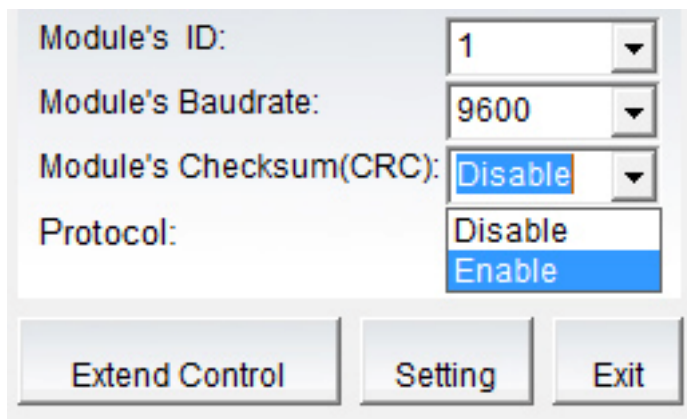 Module's ID: 1
Module's Baudrate: 9600
Module's Checksum(CRC): Disable
Protocol: Disable
Enable
Extend Control Setting Exit